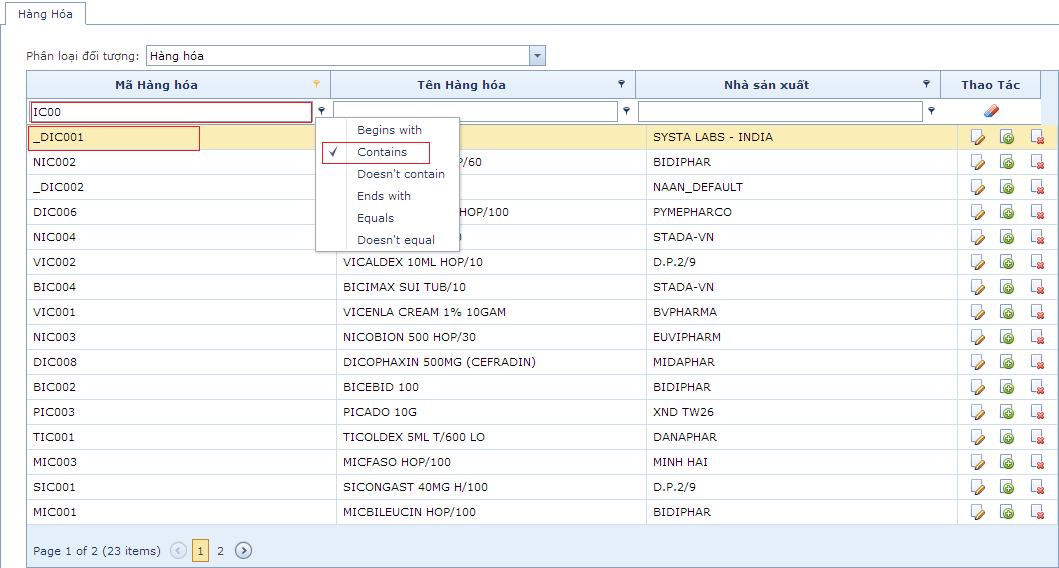 Hàng Hóa
Phân loại đối tượng: Hàng hóa
Mã Hàng hóa Tên Hàng hóa Nhà sản xuất Thao Tác
IC00
Begins with
Contains
Doesn't contain
Ends with
Equals
Doesn't equal
_DIC001 SYSTA LABS - INDIA
NIC002 HOP/60 BIDIPHAR
_DIC002 NAAN_DEFAULT
DIC006 HOP/100 PYMEPHARCO
NIC004 STADA-VN
VIC002 VICALDEX 10ML HOP/10 D.P.2/9
BIC004 BICIMAX SUI TUB/10 STADA-VN
VIC001 VICENLA CREAM 1% 10GAM BVPHARMA
NIC003 NICOBION 500 HOP/30 EUVIPHARM
DIC008 DICOPHAXIN 500MG (CEFRADIN) MIDAPHAR
BIC002 BICEBID 100 BIDIPHAR
PIC003 PICADO 10G XND TW26
TIC001 TICOLDEX 5ML T/600 LO DANAPHAR
MIC003 MICFASO HOP/100 MINH HAI
SIC001 SICONGAST 40MG H/100 D.P.2/9
MIC001 MICBILEUCIN HOP/100 BIDIPHAR
Page 1 of 2 (23 items) 1 2